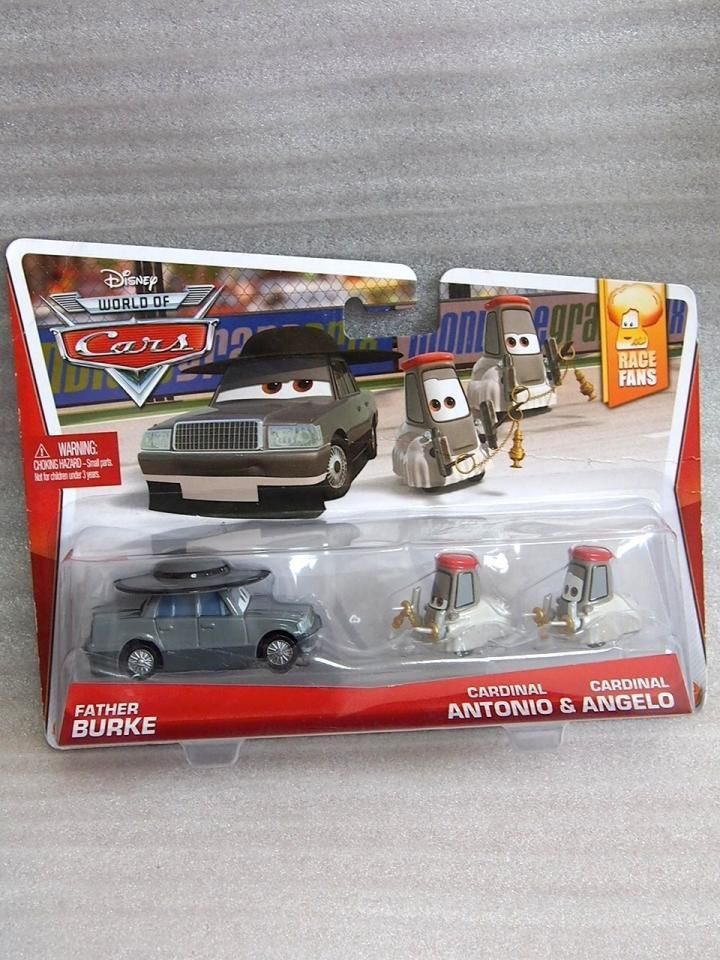 Disney
WORLD OF
Cars
RACE
FANS
WARNING:
CHOKING HAZARD – Small parts.
Not for children under 3 years.
FATHER
BURKE
CARDINAL CARDINAL
ANTONIO & ANGELO